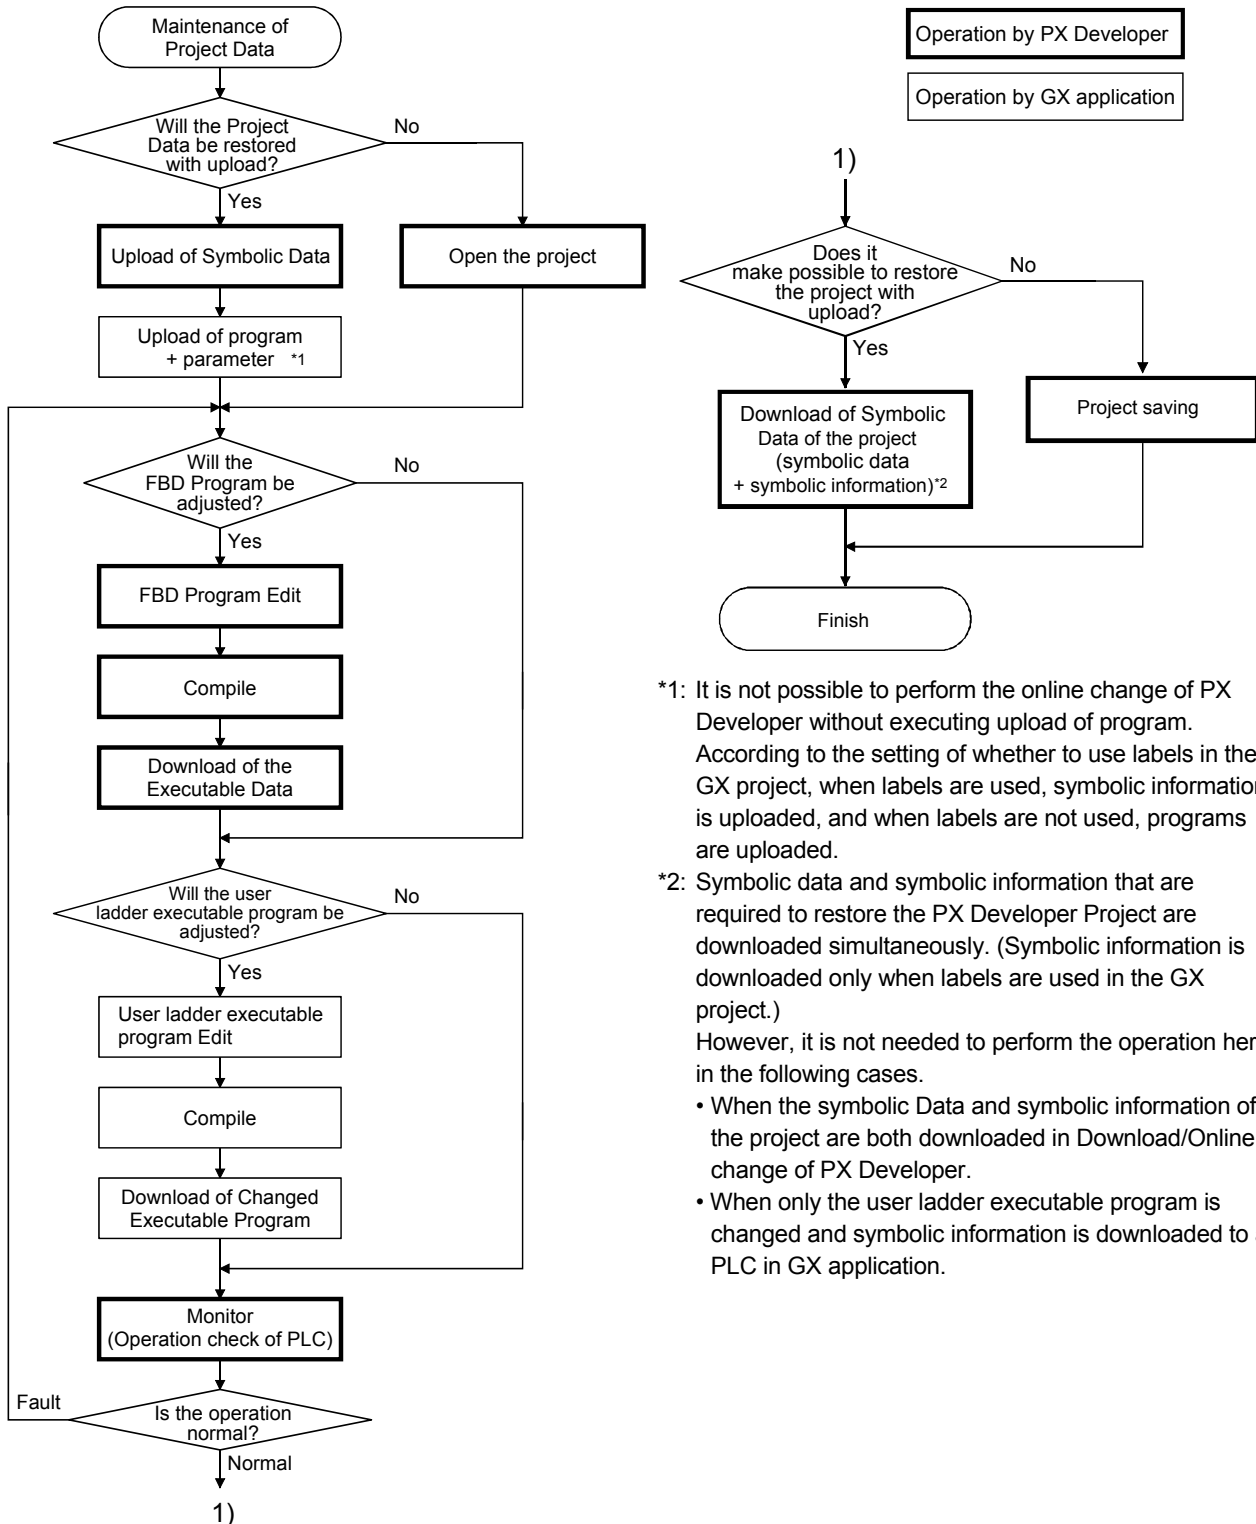 Maintenance of
Project Data
Will the Project
Data be restored
with upload?
No
Yes
Upload of Symbolic Data
Open the project
Upload of program
+ parameter *1
Will the
FBD Program be
adjusted?
No
Yes
FBD Program Edit
Compile
Download of the
Executable Data
Will the user
ladder executable program be
adjusted?
No
Yes
User ladder executable
program Edit
Compile
Download of Changed
Executable Program
Monitor
(Operation check of PLC)
Fault
Is the operation
normal?
Normal
1)
Operation by PX Developer
Operation by GX application
1)
Does it
make possible to restore
the project with
upload?
No
Yes
Download of Symbolic
Data of the project
(symbolic data
+ symbolic information)*2
Project saving
Finish
*1: It is not possible to perform the online change of PX
Developer without executing upload of program.
According to the setting of whether to use labels in the
GX project, when labels are used, symbolic information
is uploaded, and when labels are not used, programs
are uploaded.
*2: Symbolic data and symbolic information that are
required to restore the PX Developer Project are
downloaded simultaneously. (Symbolic information is
downloaded only when labels are used in the GX
project.)
However, it is not needed to perform the operation her
in the following cases.
• When the symbolic Data and symbolic information of
the project are both downloaded in Download/Online
change of PX Developer.
• When only the user ladder executable program is
changed and symbolic information is downloaded to
PLC in GX application.